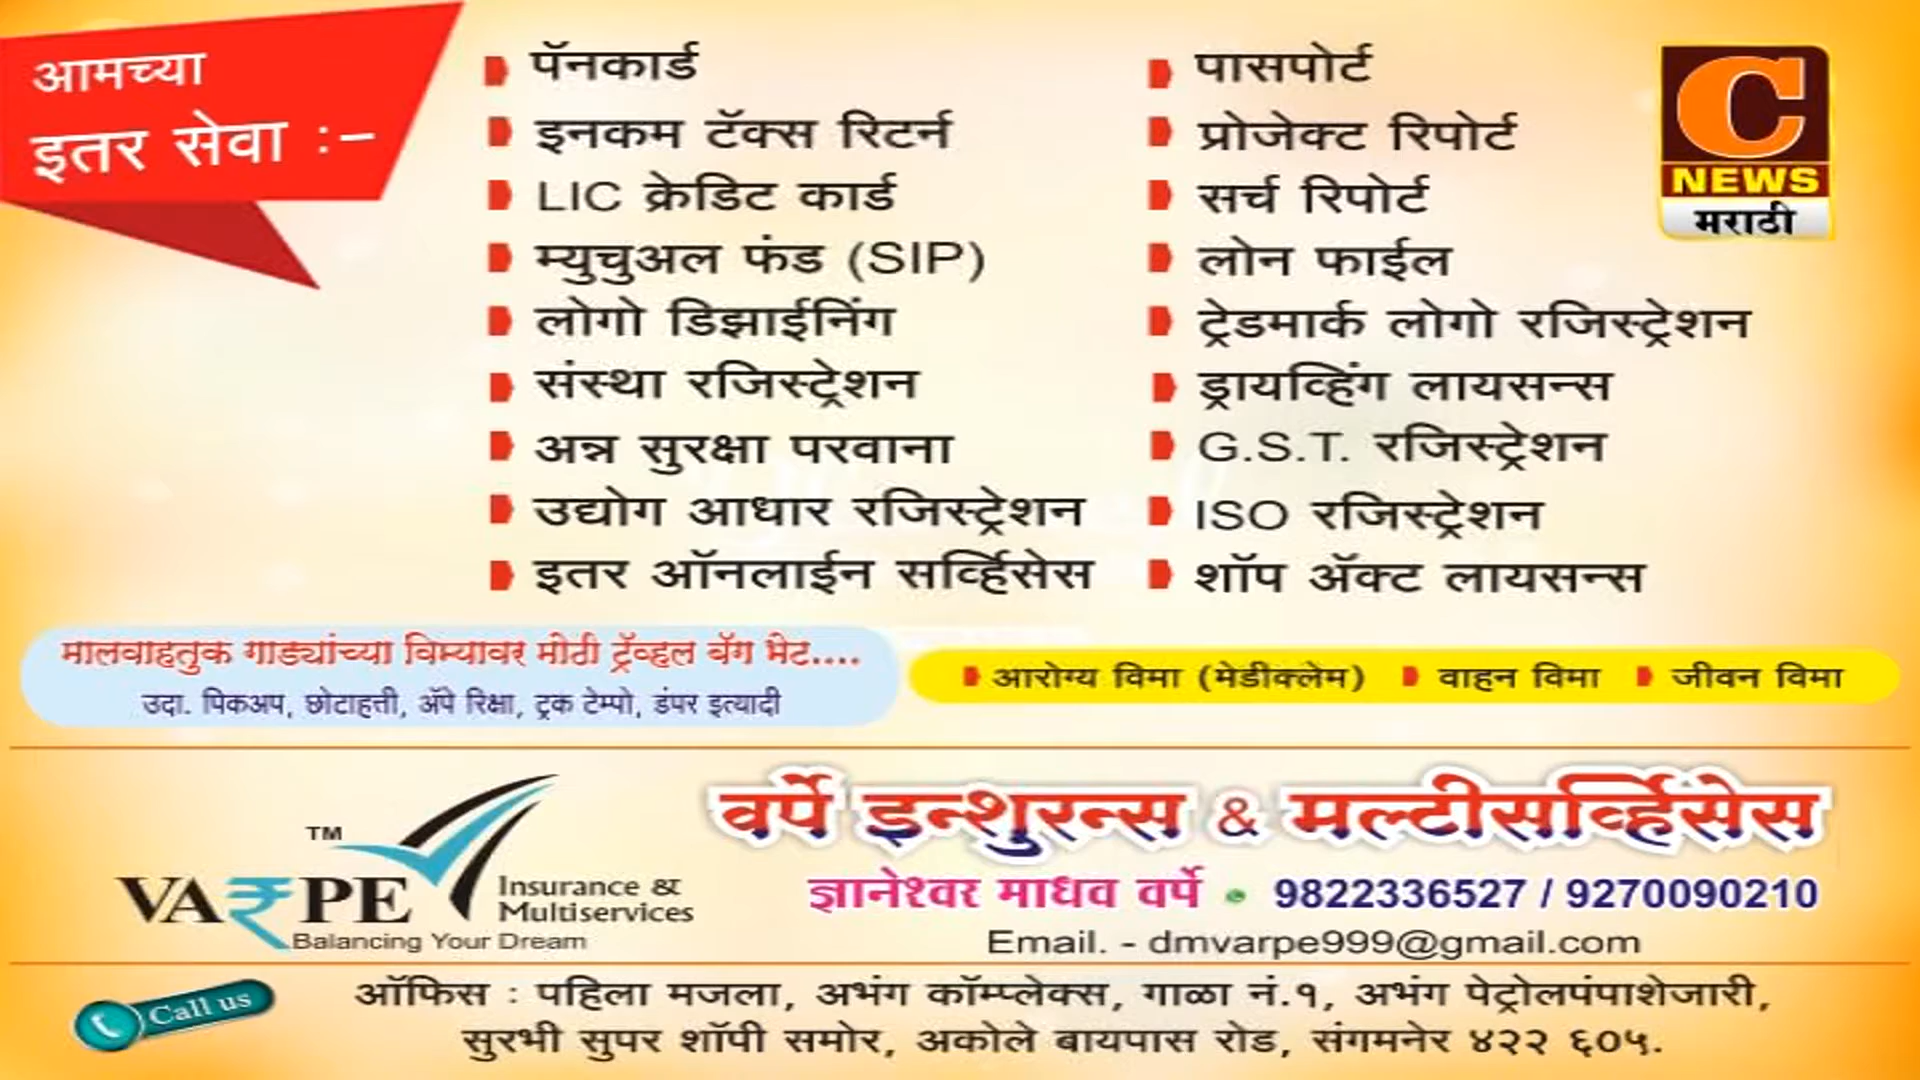 आमच्या
इतर सेवा :-
पॅनकार्ड
इनकम टॅक्स रिटर्न
LIC क्रेडिट कार्ड
म्युचुअल फंड (SIP)
लोगो डिझाईनिंग
संस्था रजिस्ट्रेशन
अन्न सुरक्षा परवाना
उद्योग आधार रजिस्ट्रेशन
इतर ऑनलाईन सर्व्हिसेस
पासपोर्ट
प्रोजेक्ट रिपोर्ट
सर्च रिपोर्ट
लोन फाईल
ट्रेडमार्क लोगो रजिस्ट्रेशन
ड्रायव्हिंग लायसन्स
G.S.T. रजिस्ट्रेशन
ISO रजिस्ट्रेशन
शॉप ॲक्ट लायसन्स
C
NEWS
मराठी
मालवाहतुक गाड्यांच्या विम्यावर मोठी ट्रॅव्हल बॅग भेट....
उदा. पिकअप, छोटाहत्ती, ॲपे रिक्षा, ट्रक टेम्पो, डंपर इत्यादी
आरोग्य विमा (मेडीक्लेम) वाहन विमा जीवन विमा
TM
VA₹PE
Insurance &
Multiservices
Balancing Your Dream
वर्पे इन्शुरन्स & मल्टीसर्व्हिसेस
ज्ञानेश्वर माधव वर्पे • 9822336527 / 9270090210
Email. - dmvarpe999@gmail.com
Call us
ऑफिस : पहिला मजला, अभंग कॉम्प्लेक्स, गाळा नं.१, अभंग पेट्रोलपंपाशेजारी,
सुरभी सुपर शॉपी समोर, अकोले बायपास रोड, संगमनेर ४२२ ६०५.